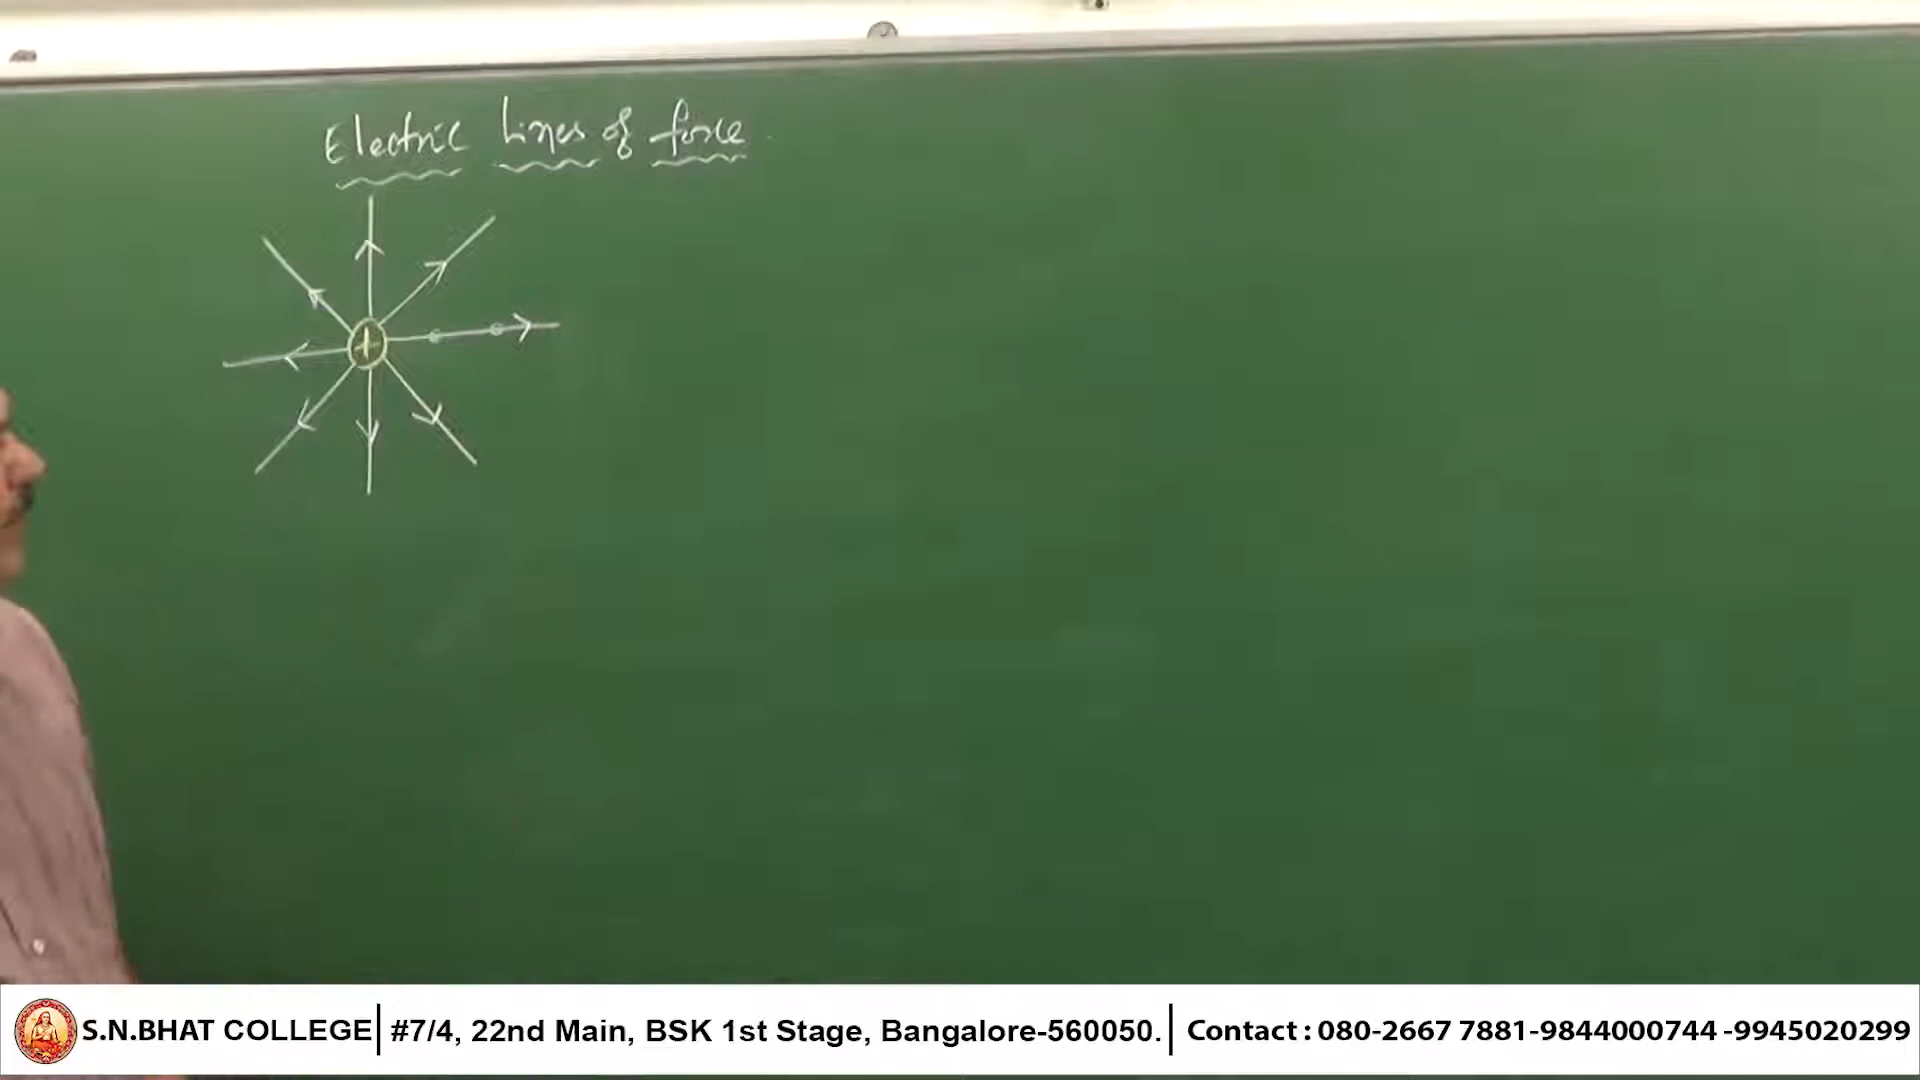 Electric Lines of force
+
S.N.BHAT COLLEGE | #7/4, 22nd Main, BSK 1st Stage, Bangalore-560050. | Contact : 080-2667 7881-9844000744 -9945020299